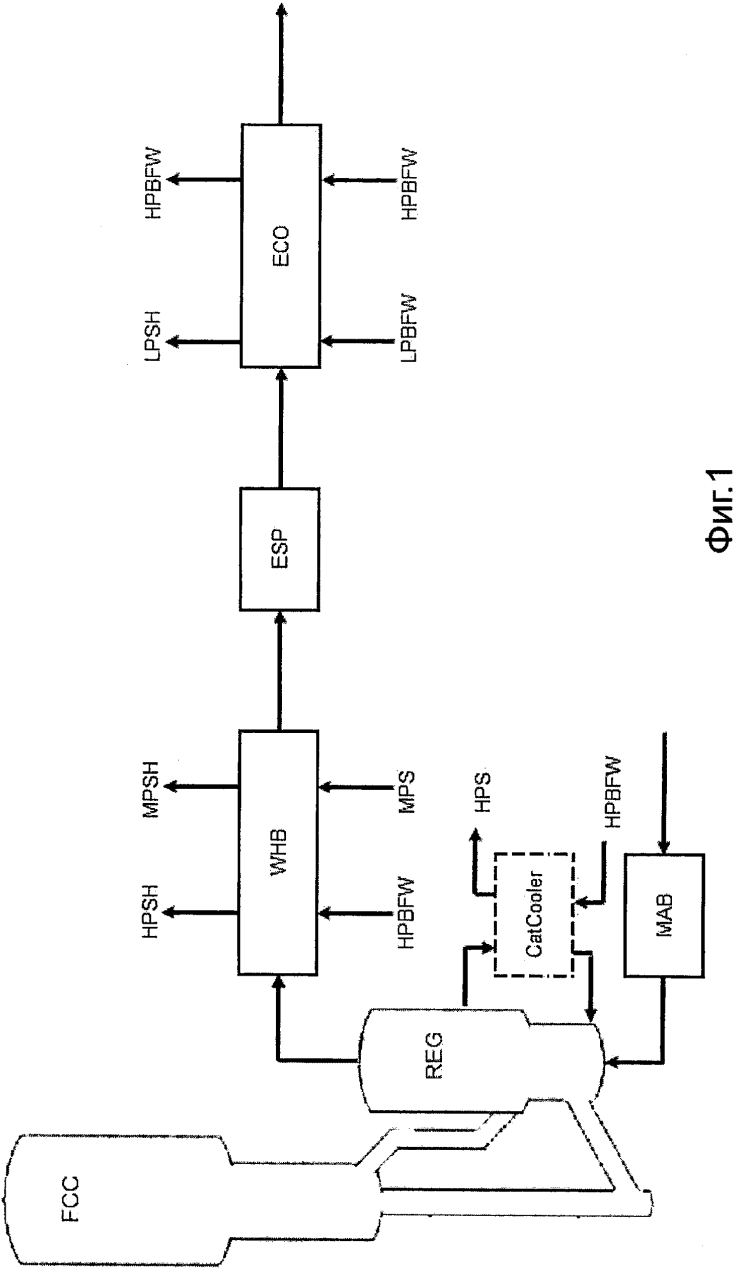 FCC
REG
CatCooler
HPS
HPBFW
MAB
WHB
HPSH
MPSH
HPBFW
MPS
ESP
ECO
LPSH
HPBFW
LPBFW
HPBFW
Фиг.1